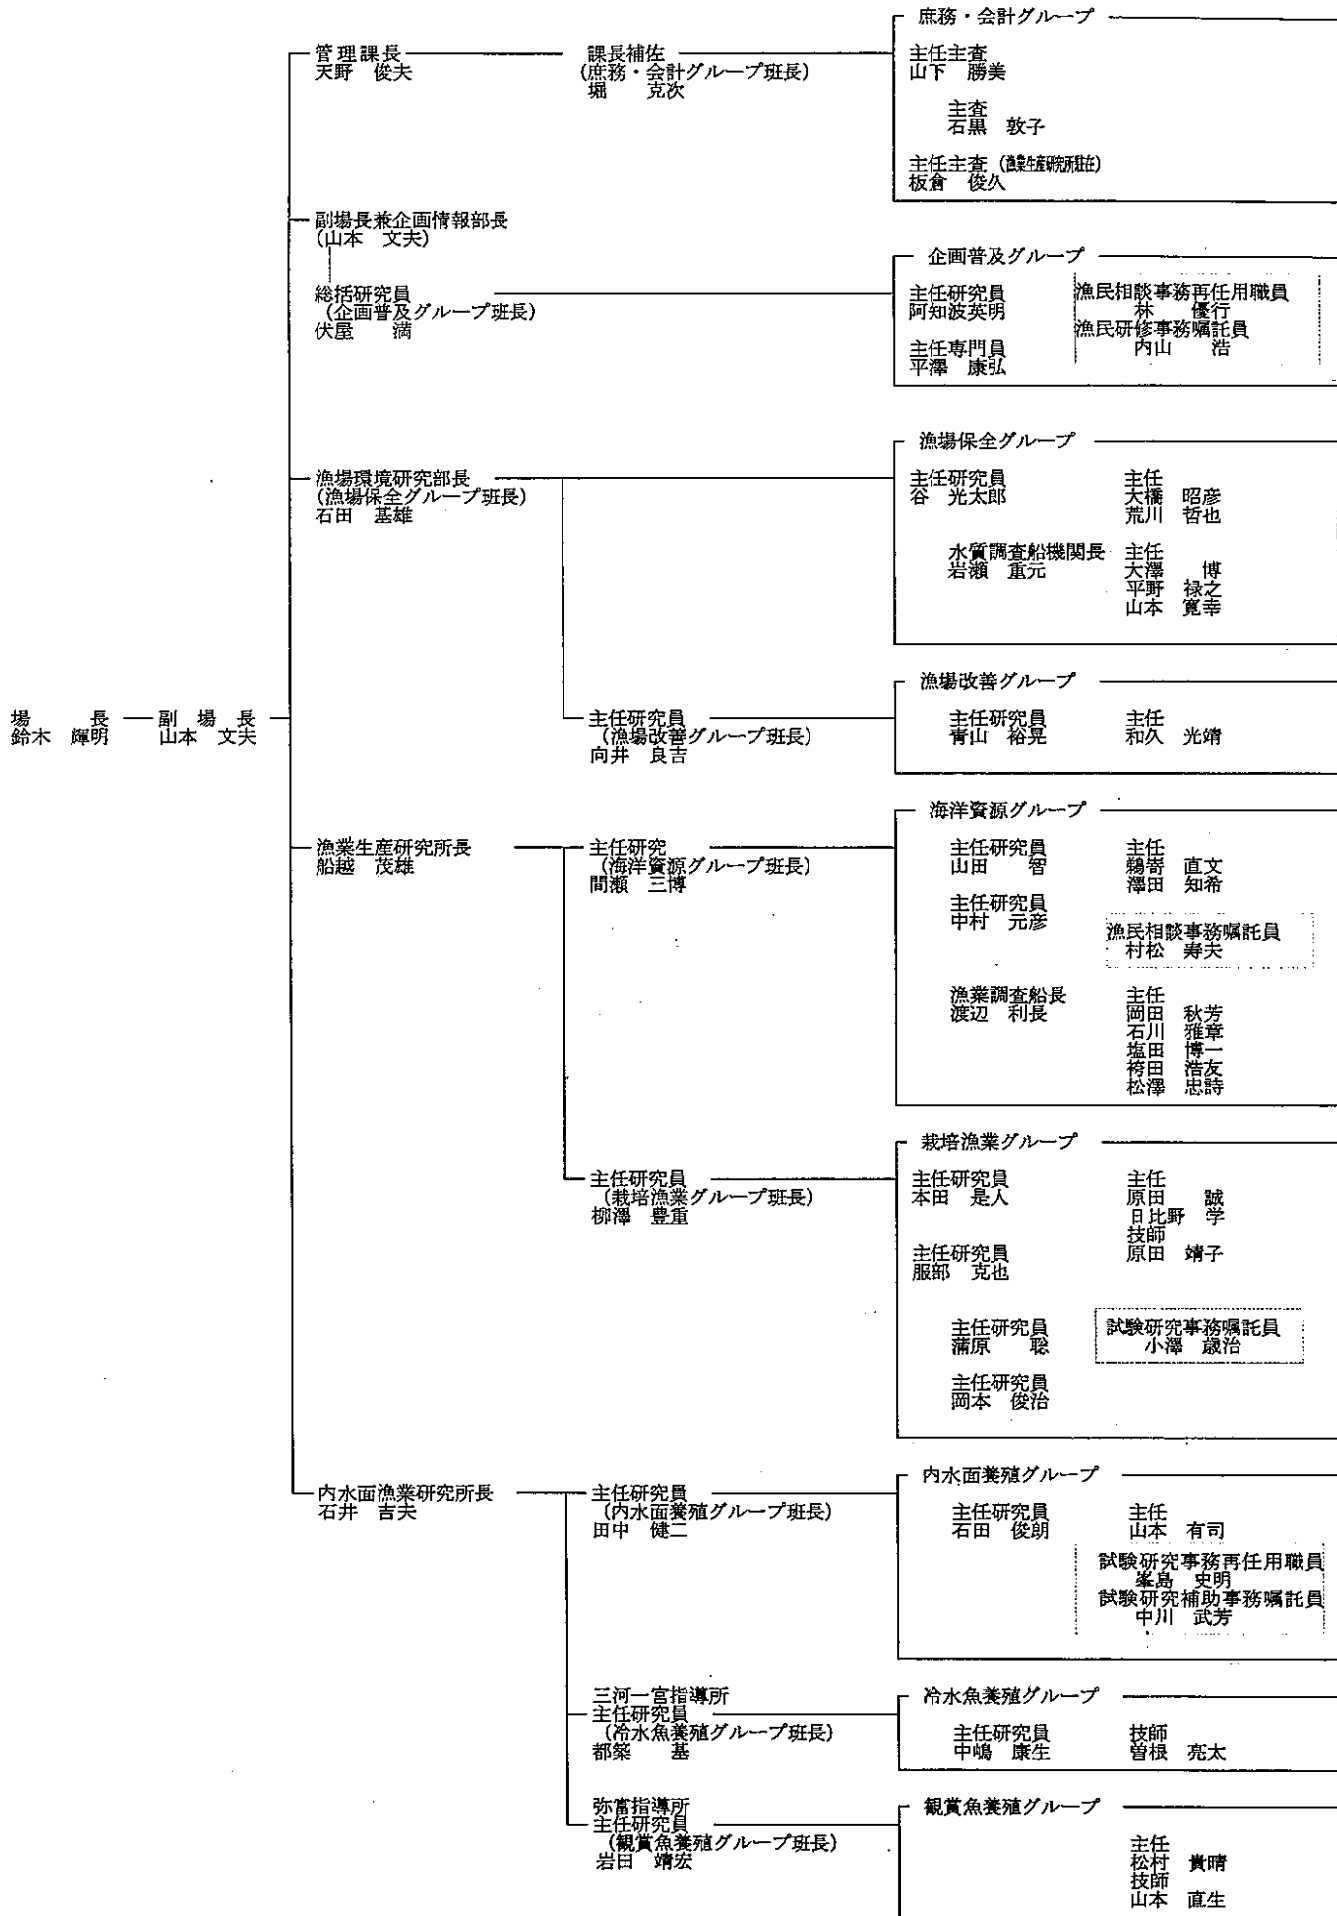 場　　　長
鈴木　輝明
副　場　長
山本　文夫
管理課長
天野　俊夫
課長補佐
(庶務・会計グループ班長)
堀　　克次
庶務・会計グループ
主任主査
山下　勝美
主査
石黒　敦子
主任主査
板倉　俊久
副場長兼企画情報部長
(山本　文夫)
総括研究員
(企画普及グループ班長)
伏屋　　満
企画普及グループ
主任研究員
阿知波英明
主任専門員
平澤　康弘
漁民相談事務再任用職員
林　　優行
漁民研修事務嘱託員
内山　　浩
漁場環境研究部長
(漁場保全グループ班長)
石田　基雄
漁場保全グループ
主任研究員
谷　光太郎
主任
大橋　昭彦
荒川　哲也
水質調査船機関長
岩瀬　重元
主任
大澤　　博
平野　禄之
山本　寛幸
主任研究員
(漁場改善グループ班長)
向井　良吉
漁場改善グループ
主任研究員
青山　裕晃
主任
和久　光靖
漁業生産研究所長
船越　茂雄
主任研究
(海洋資源グループ班長)
間瀬　三博
海洋資源グループ
主任研究員
山田　　智
主任
鵜嵜　直文
澤田　知希
主任研究員
中村　元彦
漁民相談事務嘱託員
村松　寿夫
漁業調査船長
渡辺　利長
主任
岡田　秋芳
石川　雅章
塩田　博一
袴田　浩友
松澤　忠詩
主任研究員
(栽培漁業グループ班長)
柳澤　豊重
栽培漁業グループ
主任研究員
本田　是人
主任
原田　　誠
日比野　学
技師
原田　靖子
主任研究員
服部　克也
主任研究員
蒲原　　聡
試験研究事務嘱託員
小澤　歳治
主任研究員
岡本　俊治
内水面漁業研究所長
石井　吉夫
主任研究員
(内水面養殖グループ班長)
田中　健二
内水面養殖グループ
主任研究員
石田　俊朗
主任
山本　有司
試験研究事務再任用職員
峯島　史明
試験研究補助事務嘱託員
中川　武芳
三河一宮指導所
主任研究員
(冷水魚養殖グループ班長)
都築　　基
冷水魚養殖グループ
主任研究員
中嶋　康生
技師
曽根　亮太
弥富指導所
主任研究員
(観賞魚養殖グループ班長)
岩田　靖宏
観賞魚養殖グループ
主任
松村　貴晴
技師
山本　直生